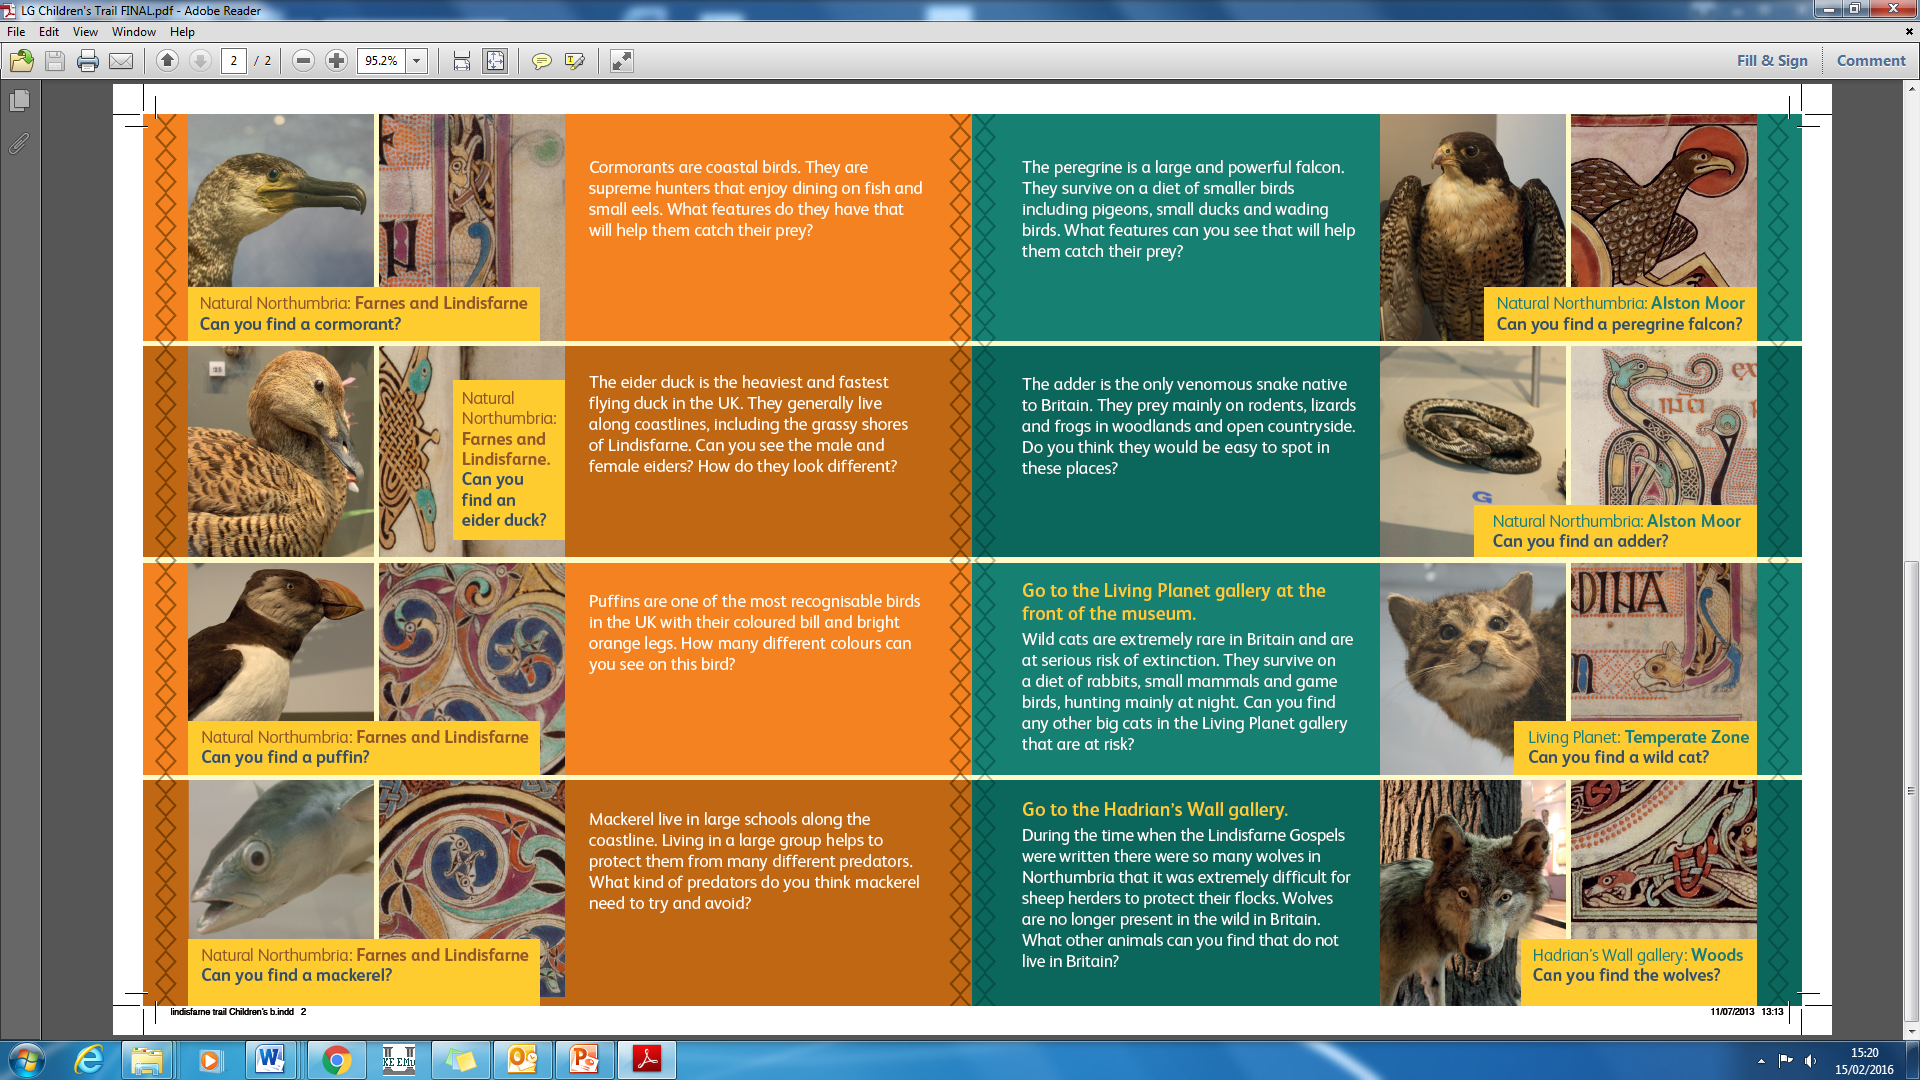 LG Children's Trail FINAL.pdf - Adobe Reader
File Edit View Window Help
2 / 2 95.2% Fill & Sign Comment
Cormorants are coastal birds. They are
supreme hunters that enjoy dining on fish and
small eels. What features do they have that
will help them catch their prey?
Natural Northumbria: Farnes and Lindisfarne
Can you find a cormorant?
The peregrine is a large and powerful falcon.
They survive on a diet of smaller birds
including pigeons, small ducks and wading
birds. What features can you see that will help
them catch their prey?
Natural Northumbria: Alston Moor
Can you find a peregrine falcon?
Natural
Northumbria:
Farnes and
Lindisfarne.
Can you
find an
eider duck?
The eider duck is the heaviest and fastest
flying duck in the UK. They generally live
along coastlines, including the grassy shores
of Lindisfarne. Can you see the male and
female eiders? How do they look different?
The adder is the only venomous snake native
to Britain. They prey mainly on rodents, lizards
and frogs in woodlands and open countryside.
Do you think they would be easy to spot in
these places?
G
Natural Northumbria: Alston Moor
Can you find an adder?
Puffins are one of the most recognisable birds
in the UK with their coloured bill and bright
orange legs. How many different colours can
you see on this bird?
Natural Northumbria: Farnes and Lindisfarne
Can you find a puffin?
Go to the Living Planet gallery at the
front of the museum.
Wild cats are extremely rare in Britain and are
at serious risk of extinction. They survive on
a diet of rabbits, small mammals and game
birds, hunting mainly at night. Can you find
any other big cats in the Living Planet gallery
that are at risk?
Living Planet: Temperate Zone
Can you find a wild cat?
Mackerel live in large schools along the
coastline. Living in a large group helps to
protect them from many different predators.
What kind of predators do you think mackerel
need to try and avoid?
Natural Northumbria: Farnes and Lindisfarne
Can you find a mackerel?
Go to the Hadrian's Wall gallery.
During the time when the Lindisfarne Gospels
were written there were so many wolves in
Northumbria that it was extremely difficult for
sheep herders to protect their flocks. Wolves
are no longer present in the wild in Britain.
What other animals can you find that do not
live in Britain?
Hadrian's Wall gallery: Woods
Can you find the wolves?
lindisfarne trail Children's b.indd 2
11/07/2013 13:13
KE EMu
15:20
15/02/2016